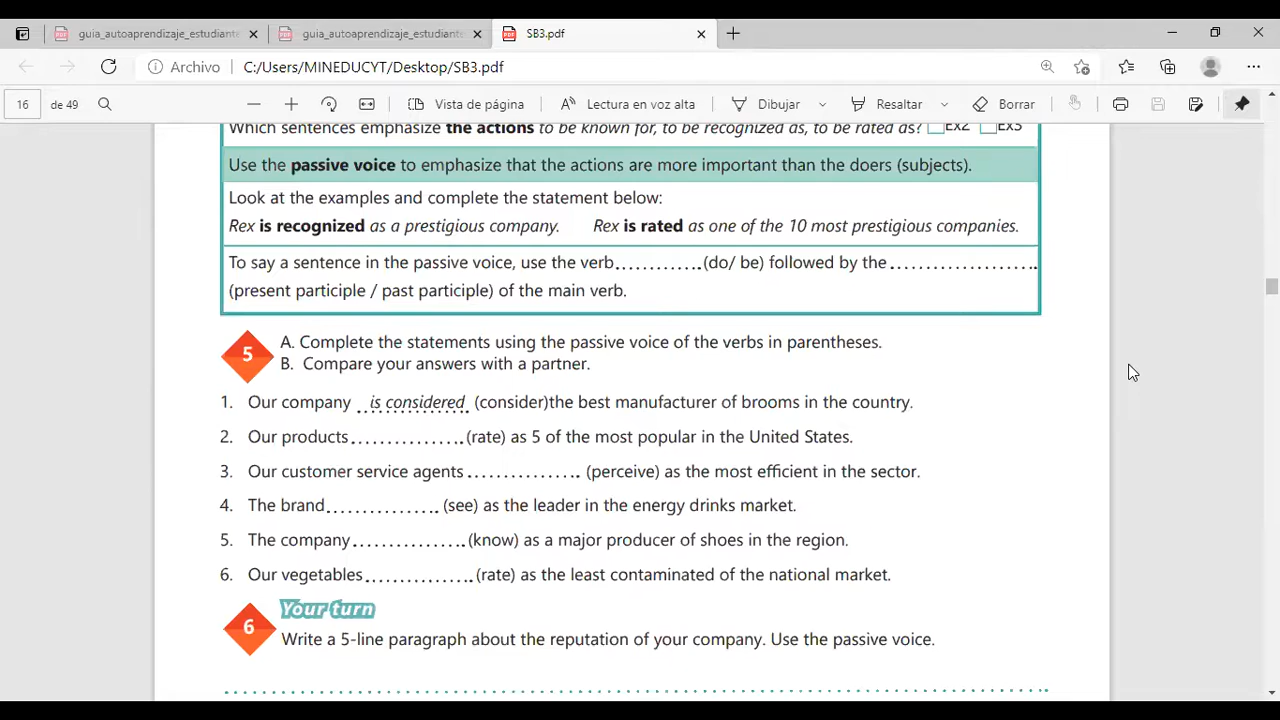 guía_autoaprendizaje_estudiante
guía_autoaprendizaje_estudiante
SB3.pdf
Archivo
C:/Users/MINEDUCYT/Desktop/SB3.pdf
16 de 49
Vista de página
Lectura en voz alta
Dibujar
Resaltar
Borrar
Which sentences emphasize the actions to be known for, to be recognized as, to be rated as? Ex2 Ex3
Use the passive voice to emphasize that the actions are more important than the doers (subjects).
Look at the examples and complete the statement below:
Rex is recognized as a prestigious company. Rex is rated as one of the 10 most prestigious companies.
To say a sentence in the passive voice, use the verb............(do/ be) followed by the....................
(present participle / past participle) of the main verb.
5
A. Complete the statements using the passive voice of the verbs in parentheses.
B. Compare your answers with a partner.
1. Our company ..is considered. (consider)the best manufacturer of brooms in the country.
2. Our products...............(rate) as 5 of the most popular in the United States.
3. Our customer service agents............... (perceive) as the most efficient in the sector.
4. The brand............... (see) as the leader in the energy drinks market.
5. The company...............(know) as a major producer of shoes in the region.
6. Our vegetables...............(rate) as the least contaminated of the national market.
6
Your turn
Write a 5-line paragraph about the reputation of your company. Use the passive voice.